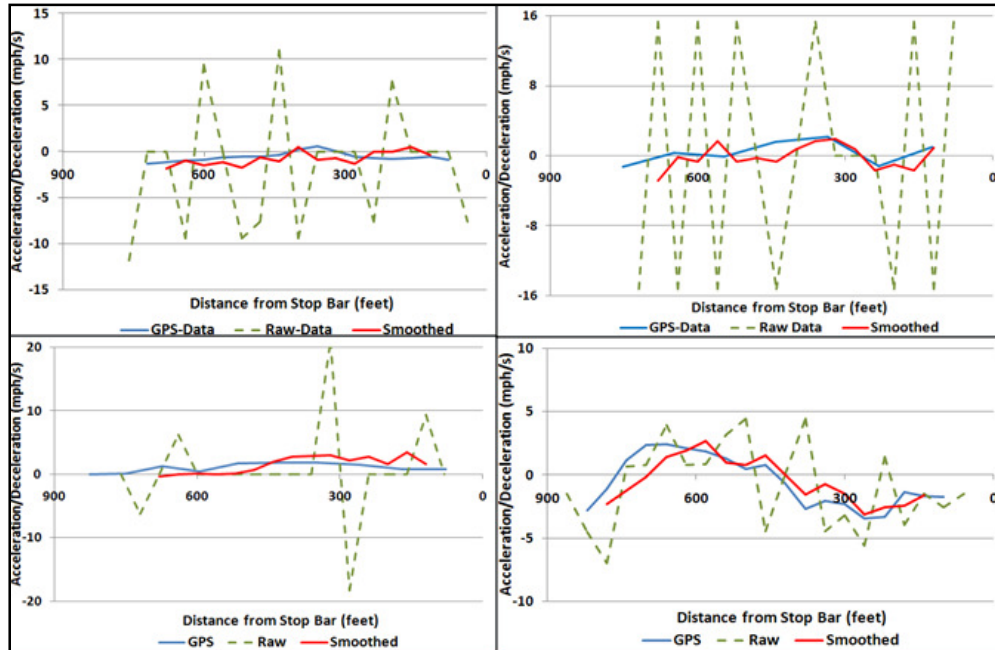 Acceleration/Deceleration (mph/s)
15
10
5
0
-5
-10
-15
900
600
300
0
Distance from Stop Bar (feet)
GPS-Data
Raw-Data
Smoothed
Acceleration/Deceleration (mph/s)
16
8
0
-8
-16
900
600
300
0
Distance from Stop Bar (feet)
GPS-Data
Raw Data
Smoothed
Acceleration/Deceleration (mph/s)
20
10
0
-10
-20
900
600
300
0
Distance from Stop Bar (feet)
GPS
Raw
Smoothed
Acceleration/Deceleration (mph/s)
10
5
0
-5
-10
900
600
300
0
Distance from Stop Bar (feet)
GPS
Raw
Smoothed